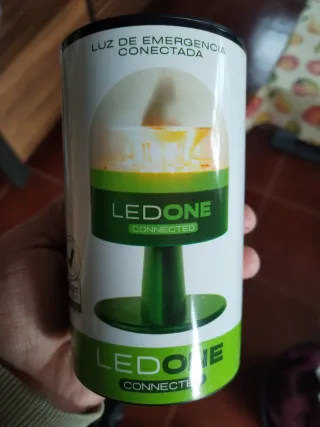 LUZ DE EMERGENCIA
CONECTADA
LEDONE
CONNECTED
LEDONE
CONNECTED